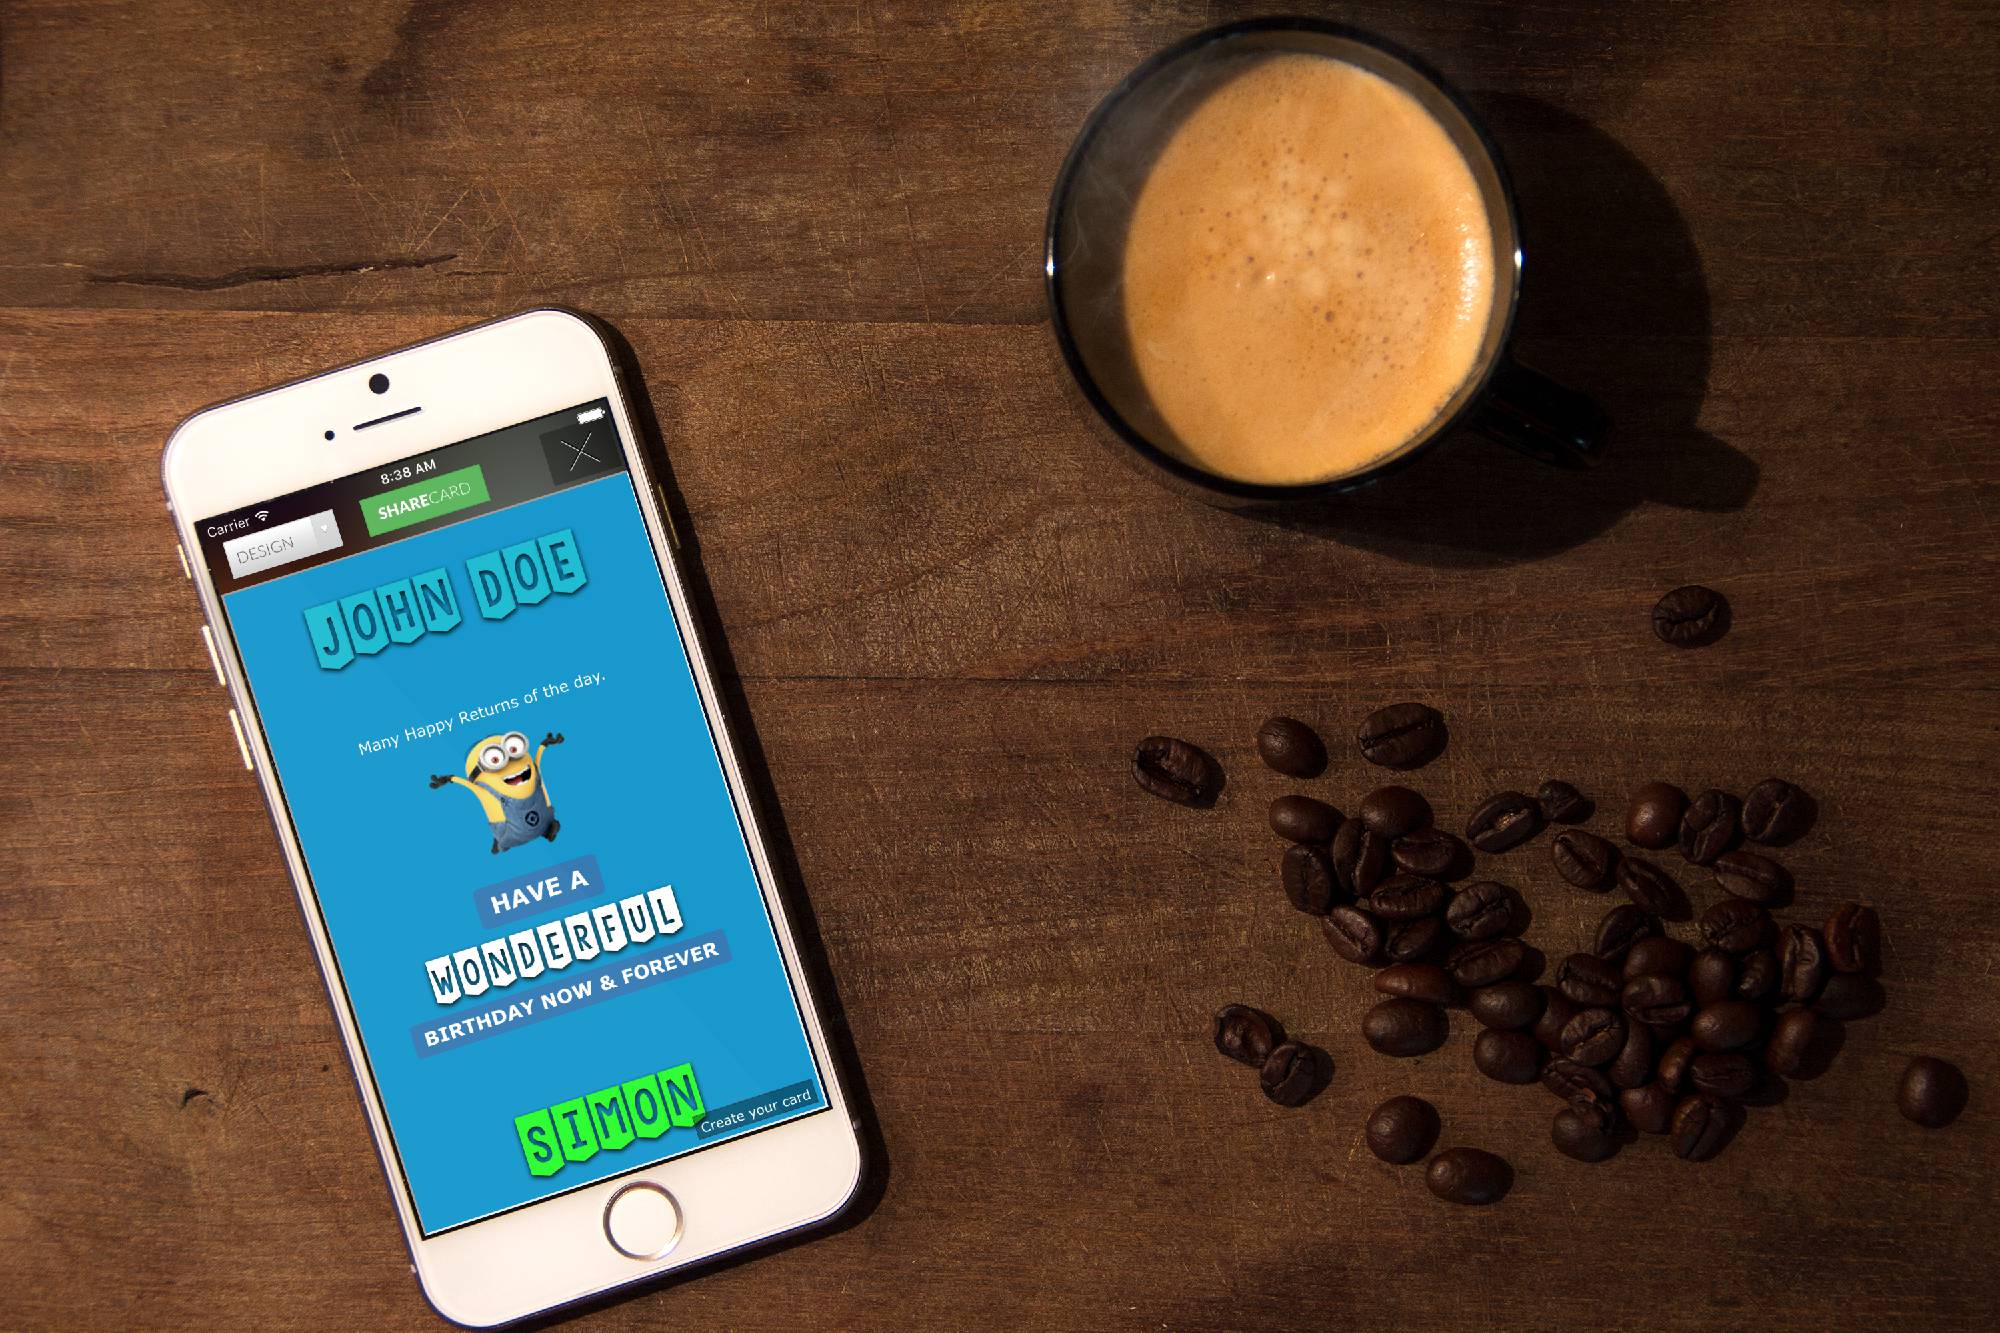 8:38 AM
Carrier
DESIGN
SHARECARD
JOHN DOE
Many Happy Returns of the day.
HAVE A
WONDERFUL
BIRTHDAY NOW & FOREVER
SIMON
Create your card